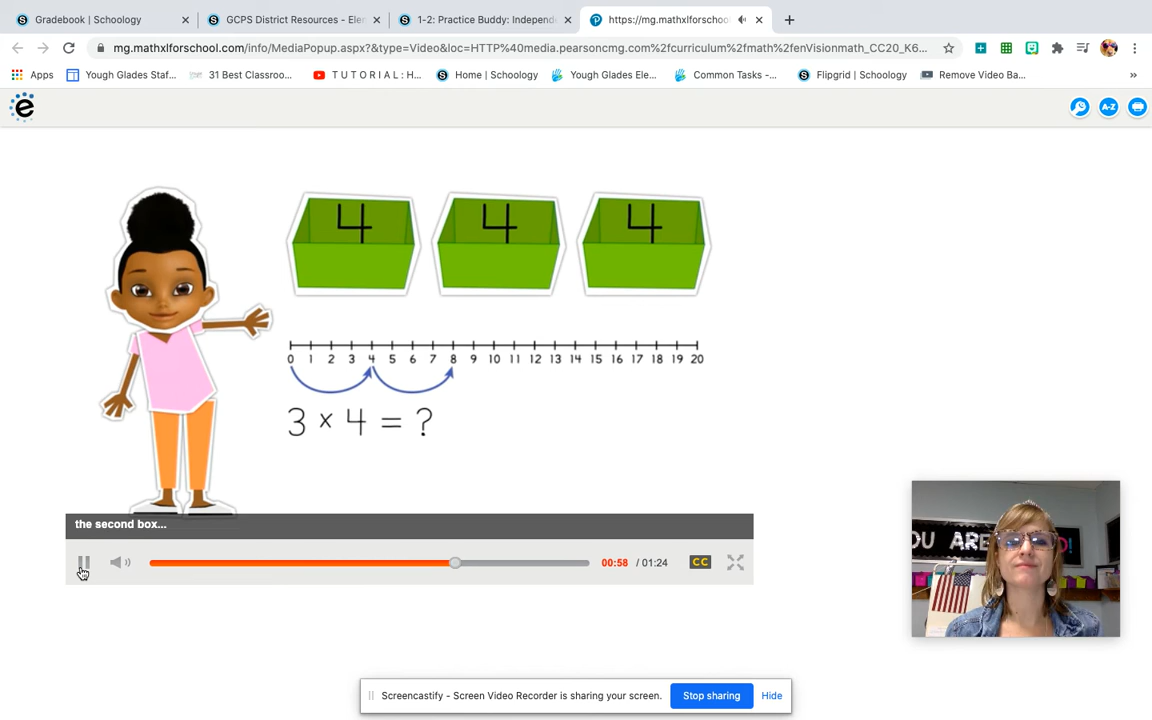 Gradebook | Schoology
GCPS District Resources - Elen
1-2: Practice Buddy: Independ
https://mg.mathxlforschool
mg.mathxlforschool.com/info/MediaPopup.aspx?&type=Video&loc=HTTP%40media.pearsoncmg.com%2fcurriculum%2fmath%2fenVisionmath_CC20_K6...
Apps
Yough Glades Staf...
31 Best Classroo...
T U T O R I A L : H...
Home | Schoology
Yough Glades Ele...
Common Tasks -...
Flipgrid | Schoology
Remove Video Ba...
»
e
A-Z
4 4 4
0 1 2 3 4 5 6 7 8 9 10 11 12 13 14 15 16 17 18 19 20
3 × 4 = ?
the second box...
00:58 / 01:24
CC
OU ARE
Screencastify - Screen Video Recorder is sharing your screen.
Stop sharing
Hide